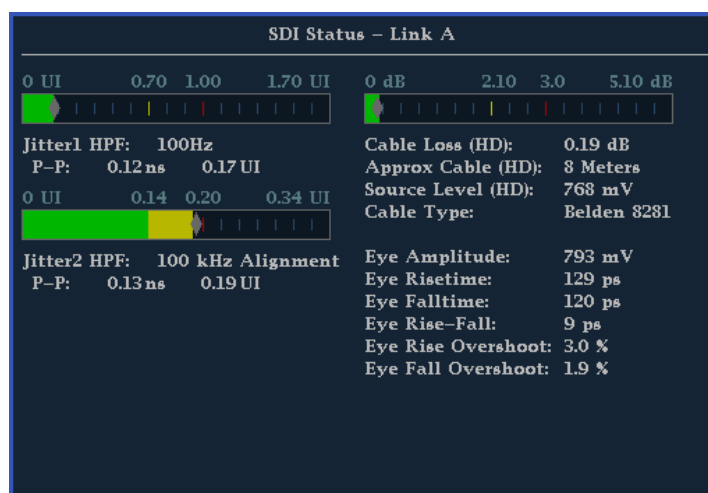 SDI Status – Link A
0 UI 0.70 1.00 1.70 UI
Jitter1 HPF: 100Hz
P–P: 0.12 ns 0.17 UI
0 UI 0.14 0.20 0.34 UI
Jitter2 HPF: 100 kHz Alignment
P–P: 0.13 ns 0.19 UI
0 dB 2.10 3.0 5.10 dB
Cable Loss (HD): 0.19 dB
Approx Cable (HD): 8 Meters
Source Level (HD): 768 mV
Cable Type: Belden 8281
Eye Amplitude: 793 mV
Eye Risetime: 129 ps
Eye Falltime: 120 ps
Eye Rise–Fall: 9 ps
Eye Rise Overshoot: 3.0 %
Eye Fall Overshoot: 1.9 %